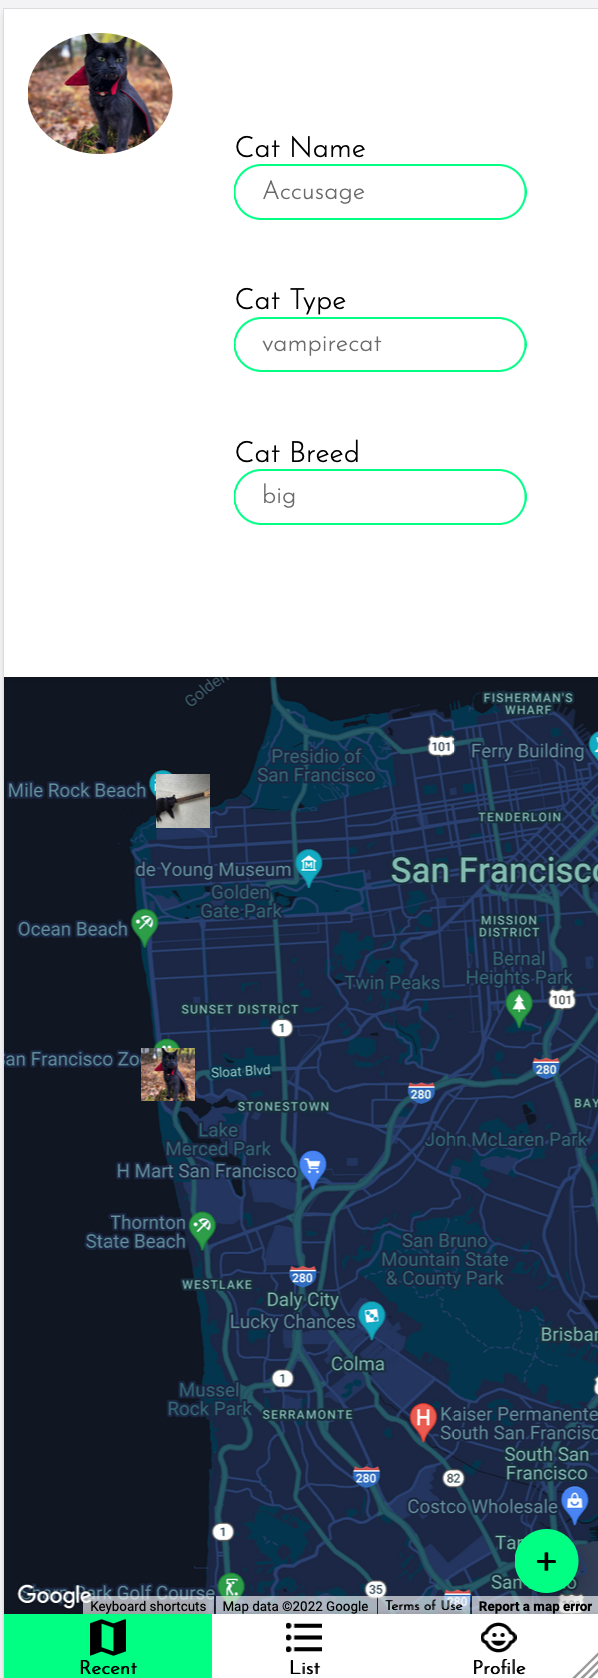 Cat Name
Accusage
Cat Type
vampirecat
Cat Breed
big
Golden
FISHERMAN'S
WHARF
101
Presidio of
San Francisco
Ferry Building
Mile Rock Beach
TENDERLOIN
de Young Museum
San Francisco
Golden
Gate Park
MISSION
DISTRICT
Ocean Beach
Bernal
Heights Park
Twin Peaks
101
SUNSET DISTRICT
1
an Francisco Zo
Sloat Blvd
280
280
STONESTOWN
BAY
Lake
Merced Park
John McLaren Park
H Mart San Francisco
Thornton
State Beach
San Bruno
Mountain State
& County Park
280
WESTLAKE
Daly City
Lucky Chances
Brisban
Colma
1
Mussel
Rock Park
SERRAMONTE
H
Kaiser Permanente
South San Francisc
South San
Francisco
280
82
Costco Wholesale
1
Ta
+
San
35
280
Park Golf Course
Google
Keyboard shortcuts
Map data ©2022 Google
Terms of Use
Report a map error
Recent
List
Profile